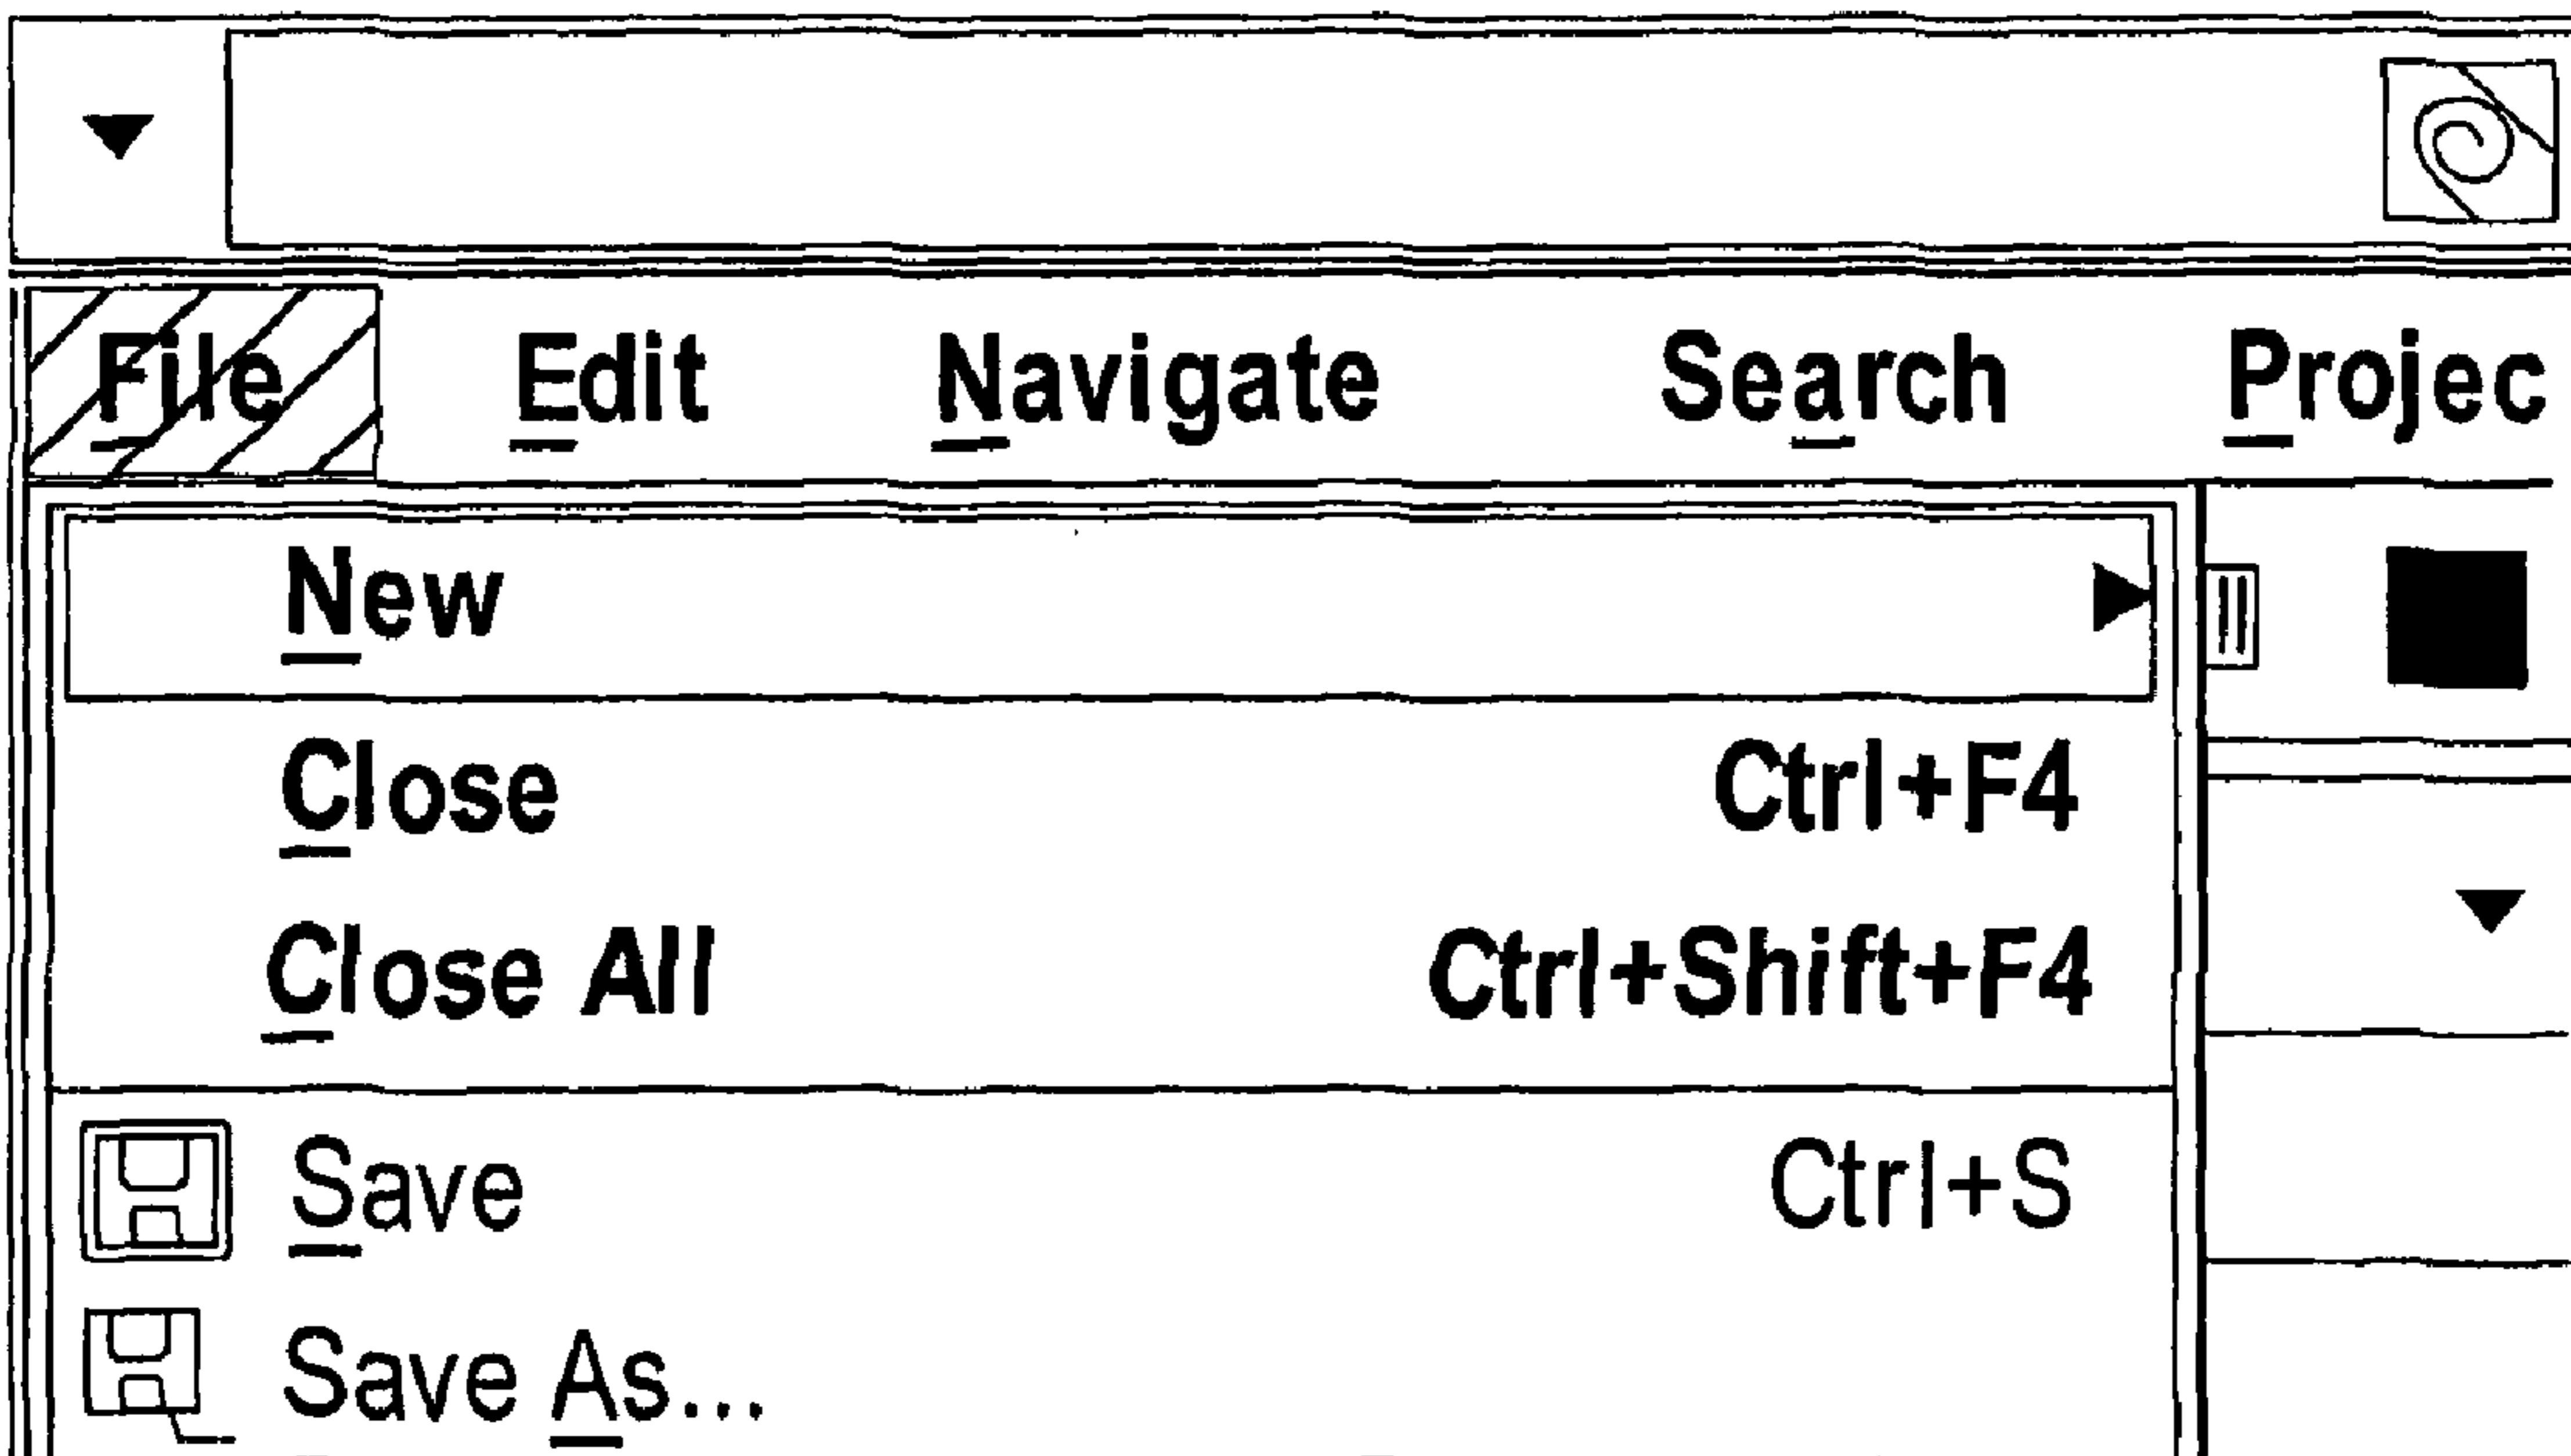 File Edit Navigate Search Projec
New
Close Ctrl+F4
Close All Ctrl+Shift+F4
Save Ctrl+S
Save As...